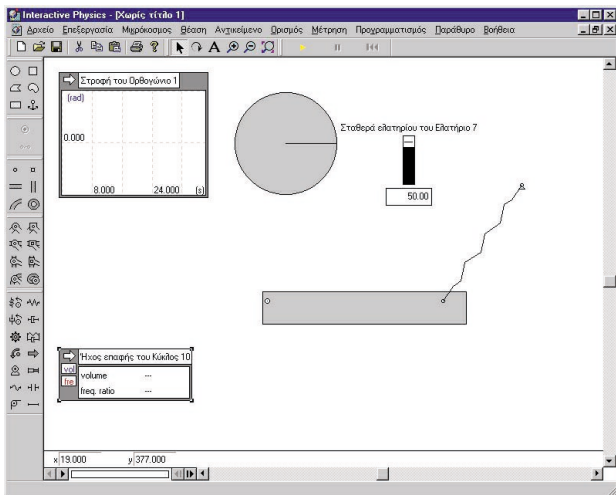 Interactive Physics - [Χωρίς τίτλο 1]
Αρχείο Επεξεργασία Μικρόκοσμος Θέαση Αντικείμενο Ορισμός Μέτρηση Προγραμματισμός Παράθυρο Βοήθεια
Στροφή του Ορθογώνιο 1
(rad)
0.000
8.000 24.000 (s)
Σταθερά ελατηρίου του Ελατήριο 7
50.00
Ήχος επαφής του Κύκλος 10
vol
volume ---
fre
freq. ratio ---
x 19.000 y 377.000